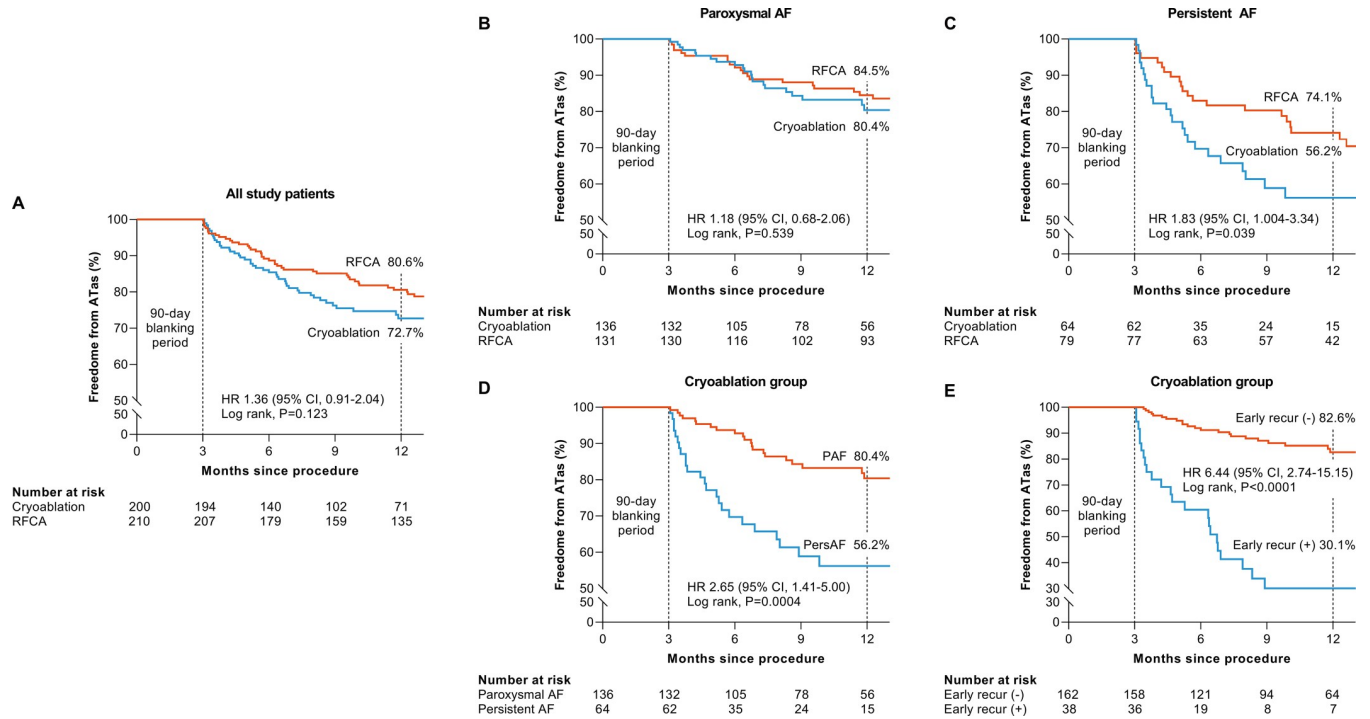 A
All study patients
Freedome from ATas (%)
100
90
80
70
60
50
50
0
90-day
blanking
period
RFCA 80.6%
Cryoablation
72.7%
HR 1.36 (95% CI, 0.91-2.04)
Log rank, P=0.123
0 3 6 9 12
Months since procedure
Number at risk
Cryoablation 200 194 140 102 71
RFCA 210 207 179 159 135
B
Paroxysmal AF
Freedome from ATas (%)
100
90
80
70
60
50
50
0
90-day
blanking
period
RFCA 84.5%
Cryoablation
80.4%
HR 1.18 (95% CI, 0.68-2.06)
Log rank, P=0.539
0 3 6 9 12
Months since procedure
Number at risk
Cryoablation 136 132 105 78 56
RFCA 131 130 116 102 93
C
Persistent AF
Freedome from ATas (%)
100
90
80
70
60
50
50
0
90-day
blanking
period
RFCA 74.1%
Cryoablation 56.2%
HR 1.83 (95% CI, 1.004-3.34)
Log rank, P=0.039
0 3 6 9 12
Months since procedure
Number at risk
Cryoablation 64 62 35 24 15
RFCA 79 77 63 57 42
D
Cryoablation group
Freedome from ATas (%)
100
90
80
70
60
50
50
0
90-day
blanking
period
PAF 80.4%
PersAF 56.2%
HR 2.65 (95% CI, 1.41-5.00)
Log rank, P=0.0004
0 3 6 9 12
Months since procedure
Number at risk
Paroxysmal AF 136 132 105 78 56
Persistent AF 64 62 35 24 15
E
Cryoablation group
Freedome from ATas (%)
100
90
80
70
60
50
40
30
30
0
90-day
blanking
period
Early recur (-) 82.6%
HR 6.44 (95% CI, 2.74-15.15)
Log rank, P<0.0001
Early recur (+) 30.1%
0 3 6 9 12
Months since procedure
Number at risk
Early recur (-) 162 158 121 94 64
Early recur (+) 38 36 19 8 7